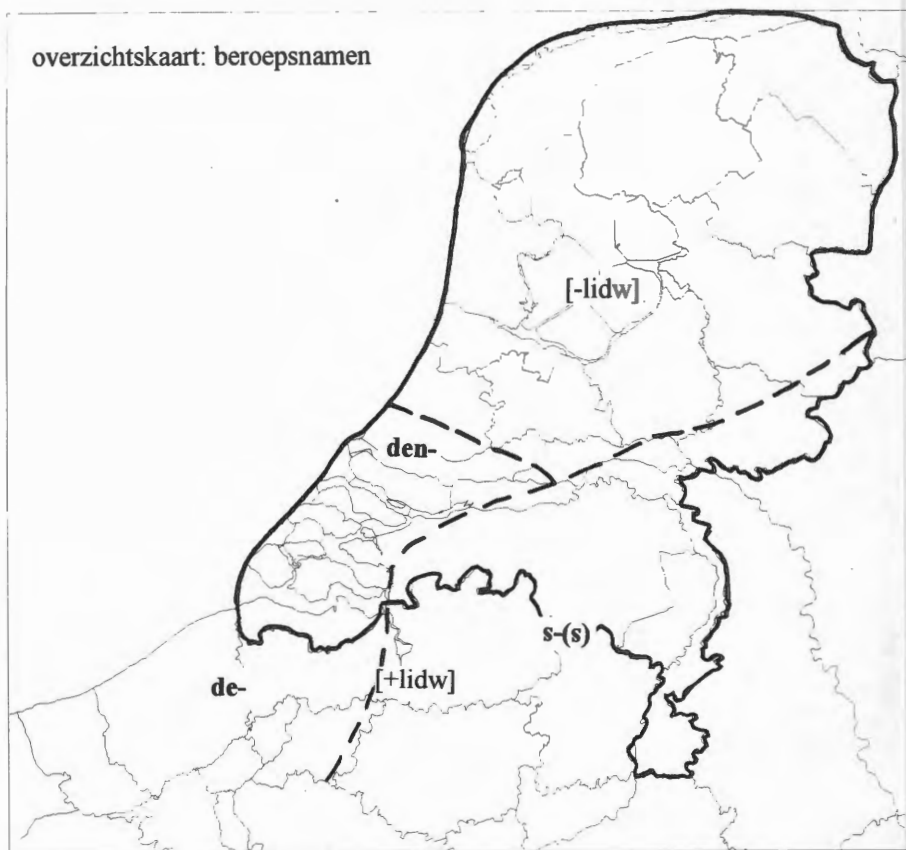 overzichtskaart: beroepsnamen
[-lidw]
den-
s-(s)
[+lidw]
de-